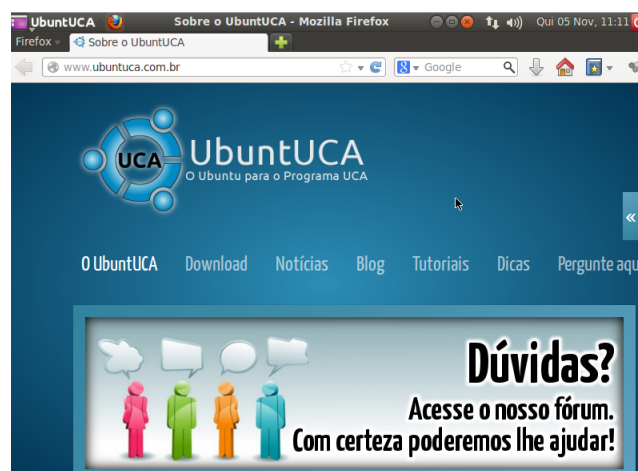 UbuntUCA Sobre o UbuntUCA - Mozilla Firefox Qui 05 Nov, 11:11
Firefox Sobre o UbuntUCA
www.ubuntuca.com.br Google
UCA
UbuntUCA
O Ubuntu para o Programa UCA
«
O UbuntUCA Download Notícias Blog Tutoriais Dicas Pergunte aqu
Dúvidas?
Acesse o nosso fórum.
Com certeza poderemos lhe ajudar!